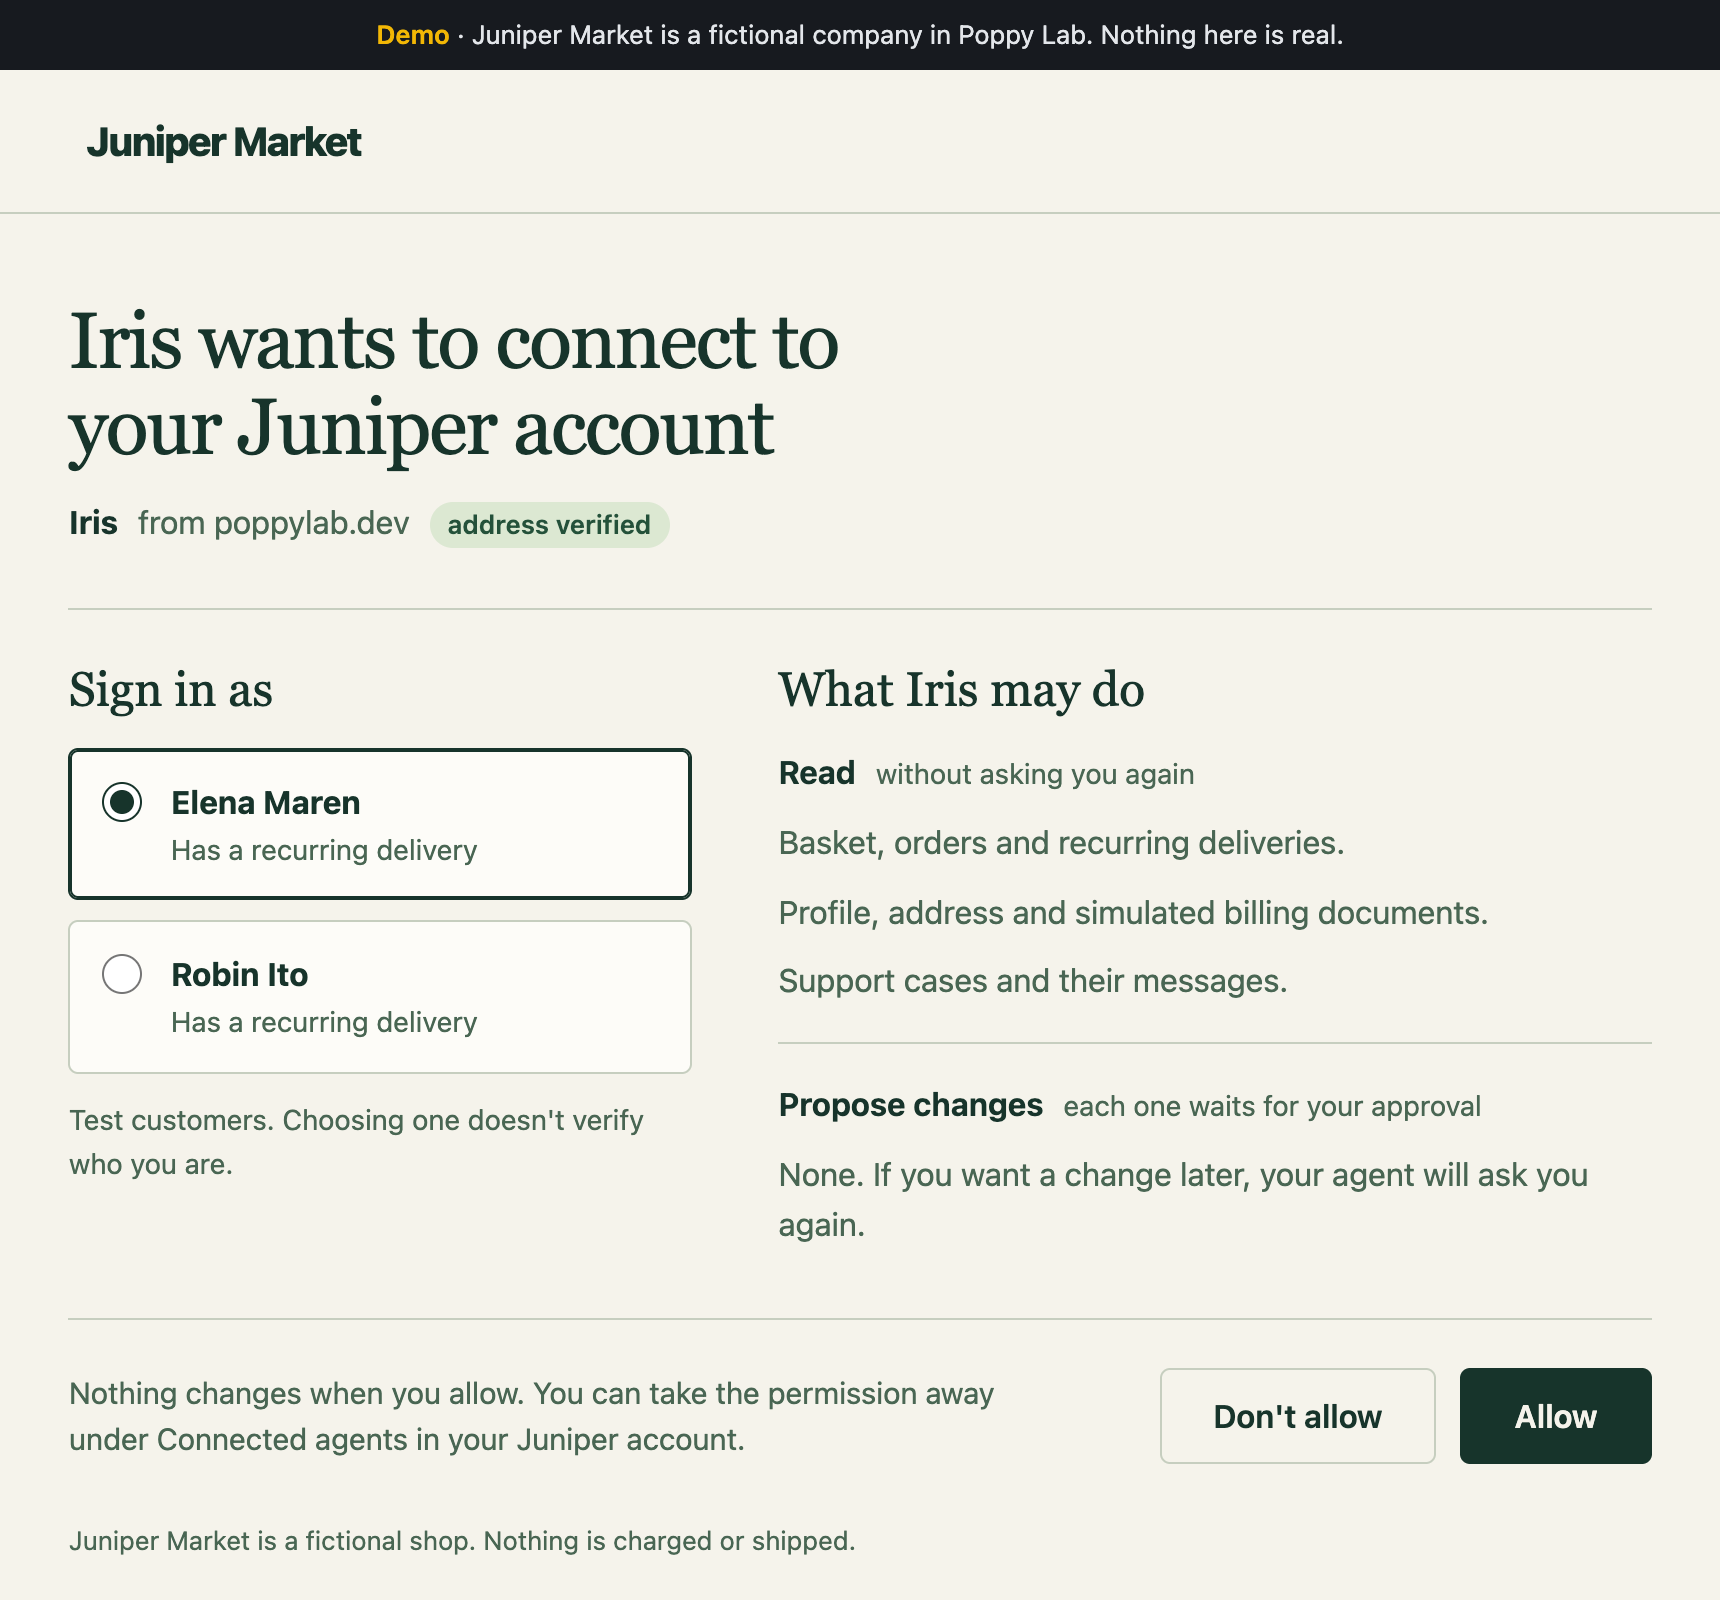 Demo · Juniper Market is a fictional company in Poppy Lab. Nothing here is real.
Juniper Market
Iris wants to connect to
your Juniper account
Iris from poppylab.dev address verified
Sign in as
Elena Maren
Has a recurring delivery
Robin Ito
Has a recurring delivery
Test customers. Choosing one doesn't verify
who you are.
What Iris may do
Read without asking you again
Basket, orders and recurring deliveries.
Profile, address and simulated billing documents.
Support cases and their messages.
Propose changes each one waits for your approval
None. If you want a change later, your agent will ask you
again.
Nothing changes when you allow. You can take the permission away
under Connected agents in your Juniper account.
Don't allow
Allow
Juniper Market is a fictional shop. Nothing is charged or shipped.